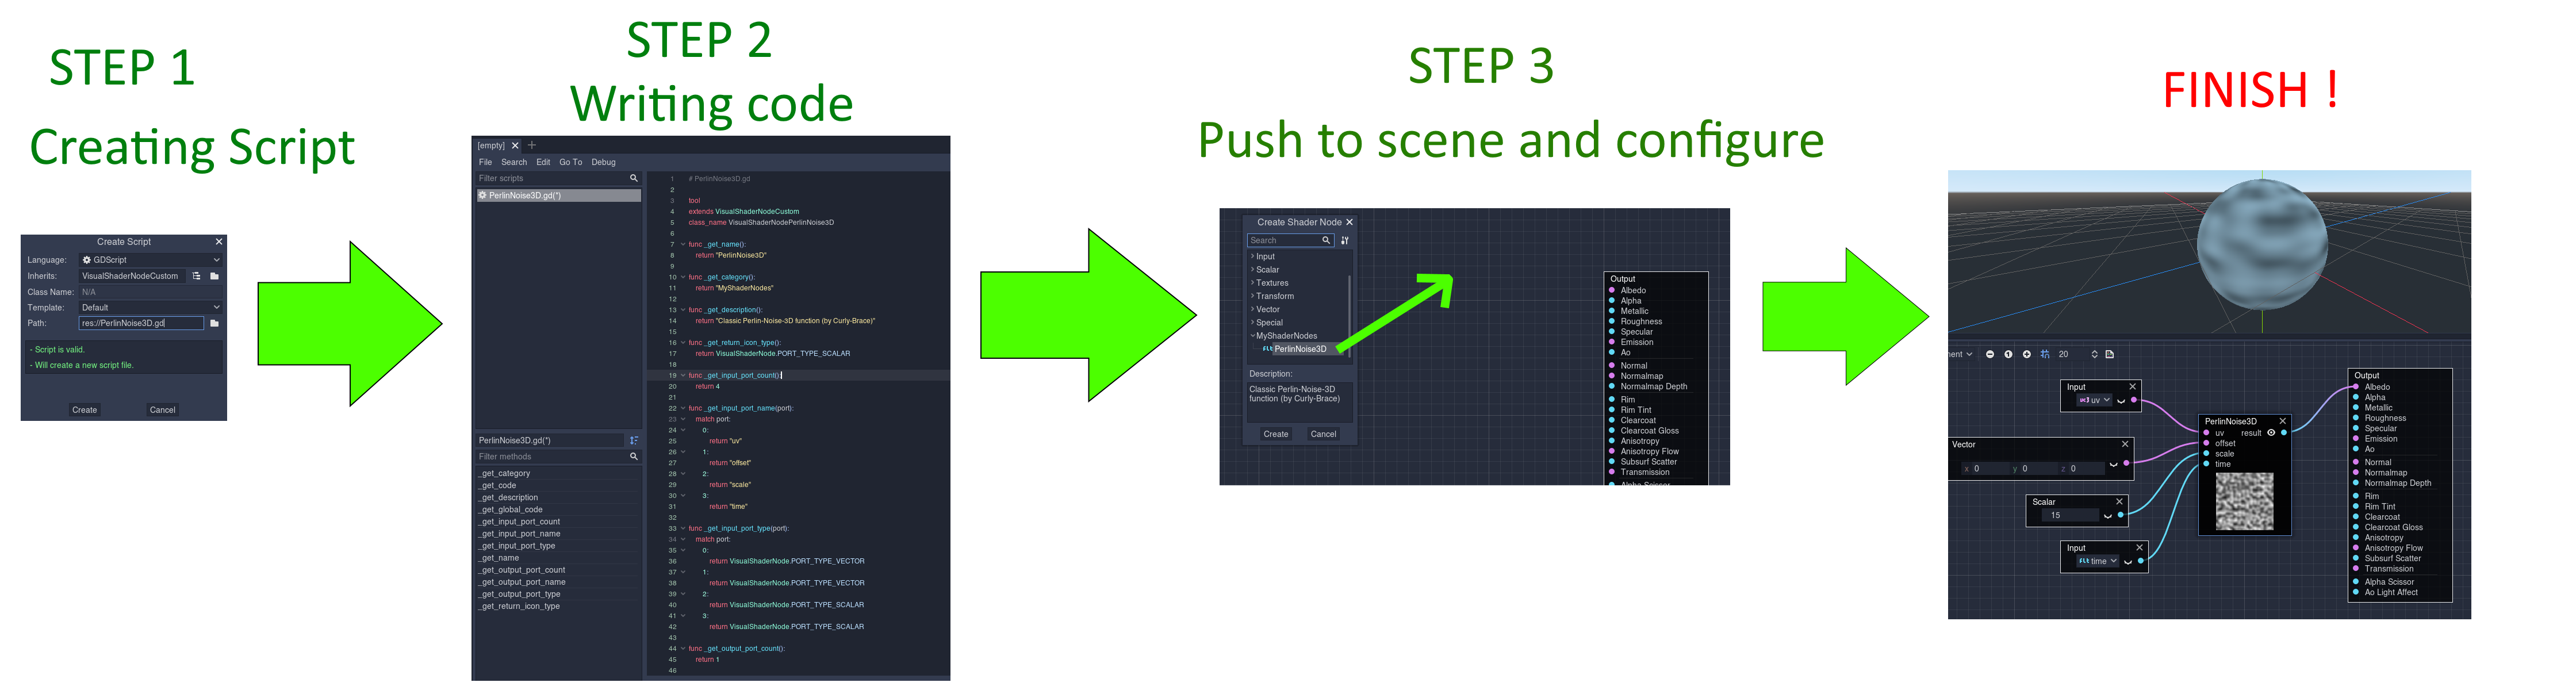 STEP 1
Creating Script
Create Script
Language:
GDScript
Inherits:
VisualShaderNodeCustom
Class Name:
N/A
Template:
Default
Path:
res://PerlinNoise3D.gd
- Script is valid.
- Will create a new script file.
Create
Cancel
STEP 2
Writing code
[empty]
File Search Edit Go To Debug
Filter scripts
PerlinNoise3D.gd(*)
PerlinNoise3D.gd(*)
Filter methods
_get_category
_get_code
_get_description
_get_global_code
_get_input_port_count
_get_input_port_name
_get_input_port_type
_get_name
_get_output_port_count
_get_output_port_name
_get_output_port_type
_get_return_icon_type
1 # PerlinNoise3D.gd
2
3 tool
4 extends VisualShaderNodeCustom
5 class_name VisualShaderNodePerlinNoise3D
6
7 func _get_name():
8 return "PerlinNoise3D"
9
10 func _get_category():
11 return "MyShaderNodes"
12
13 func _get_description():
14 return "Classic Perlin-Noise-3D function (by Curly-Brace)"
15
16 func _get_return_icon_type():
17 return VisualShaderNode.PORT_TYPE_SCALAR
18
19 func _get_input_port_count():
20 return 4
21
22 func _get_input_port_name(port):
23 match port:
24 0:
25 return "uv"
26 1:
27 return "offset"
28 2:
29 return "scale"
30 3:
31 return "time"
32
33 func _get_input_port_type(port):
34 match port:
35 0:
36 return VisualShaderNode.PORT_TYPE_VECTOR
37 1:
38 return VisualShaderNode.PORT_TYPE_VECTOR
39 2:
40 return VisualShaderNode.PORT_TYPE_SCALAR
41 3:
42 return VisualShaderNode.PORT_TYPE_SCALAR
43
44 func _get_output_port_count():
45 return 1
46
STEP 3
Push to scene and configure
Create Shader Node
Search
Input
Scalar
Textures
Transform
Vector
Special
MyShaderNodes
PerlinNoise3D
Description:
Classic Perlin-Noise-3D
function (by Curly-Brace)
Create
Cancel
Output
Albedo
Alpha
Metallic
Roughness
Specular
Emission
Ao
Normal
Normalmap
Normalmap Depth
Rim
Rim Tint
Clearcoat
Clearcoat Gloss
Anisotropy
Anisotropy Flow
Subsurf Scatter
Transmission
Alpha Scissor
FINISH !
nent
20
Input
uv
Vector
x 0 y 0 z 0
Scalar
15
Input
time
PerlinNoise3D
uv result
offset
scale
time
Output
Albedo
Alpha
Metallic
Roughness
Specular
Emission
Ao
Normal
Normalmap
Normalmap Depth
Rim
Rim Tint
Clearcoat
Clearcoat Gloss
Anisotropy
Anisotropy Flow
Subsurf Scatter
Transmission
Alpha Scissor
Ao Light Affect